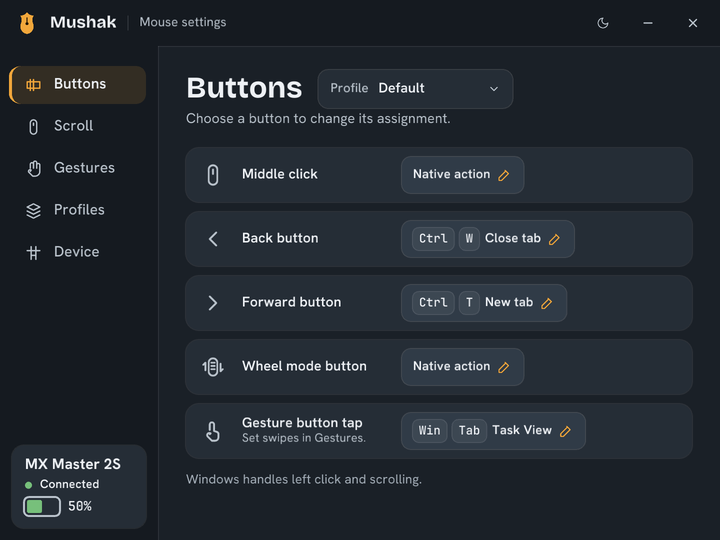 Mushak
Mouse settings
Buttons
Scroll
Gestures
Profiles
Device
MX Master 2S
Connected
50%
Buttons
Profile Default
Choose a button to change its assignment.
Middle click
Native action
Back button
Ctrl W Close tab
Forward button
Ctrl T New tab
Wheel mode button
Native action
Gesture button tap
Set swipes in Gestures.
Win Tab Task View
Windows handles left click and scrolling.